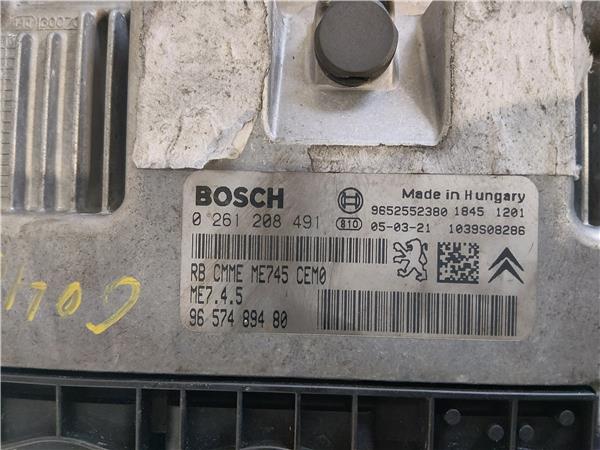 BOSCH
Made in Hungary
0 261 208 491
9652552380 1845 1201
810
05-03-21
1039S08286
RB CMME ME745 CEM0
ME7.4.5
96 574 894 80